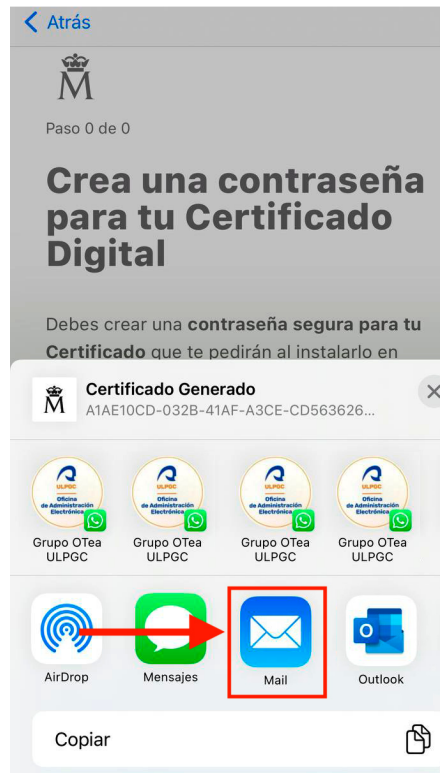 Atrás
M
Paso 0 de 0
Crea una contraseña
para tu Certificado
Digital
Debes crear una contraseña segura para tu
Certificado que te pedirán al instalarlo en
M
Certificado Generado
A1AE10CD-032B-41AF-A3CE-CD563626...
ULPGC
Oficina
de Administración
Electrónica
ULPGC
Oficina
de Administración
Electrónica
ULPGC
Oficina
de Administración
Electrónica
ULPGC
Oficina
de Administración
Electrónica
Grupo OTea
ULPGC
Grupo OTea
ULPGC
Grupo OTea
ULPGC
Grupo OTea
ULPGC
O
AirDrop
Mensajes
Mail
Outlook
Copiar